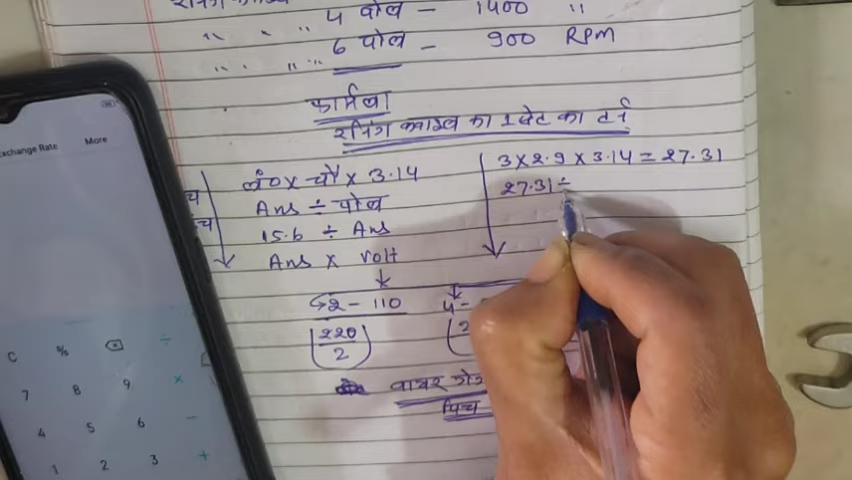 ४ पोल - 1400 "
" " " 6 पोल - 900 RPM
" " "
फार्मूला
रनिंग क्वाइल का 1 सेट का टर्न
लं० x चौ x 3.14
Ans ÷ पोल
15.6 ÷ Ans
Ans x volt
2 - 110
220
2
3 x 2.9 x 3.14 = 27.31
27.31 ÷
4 -
वायर गेज
पिच
Exchange Rate More
C %  ÷
7 8 9 ×
4 5 6 −
1 2 3 +